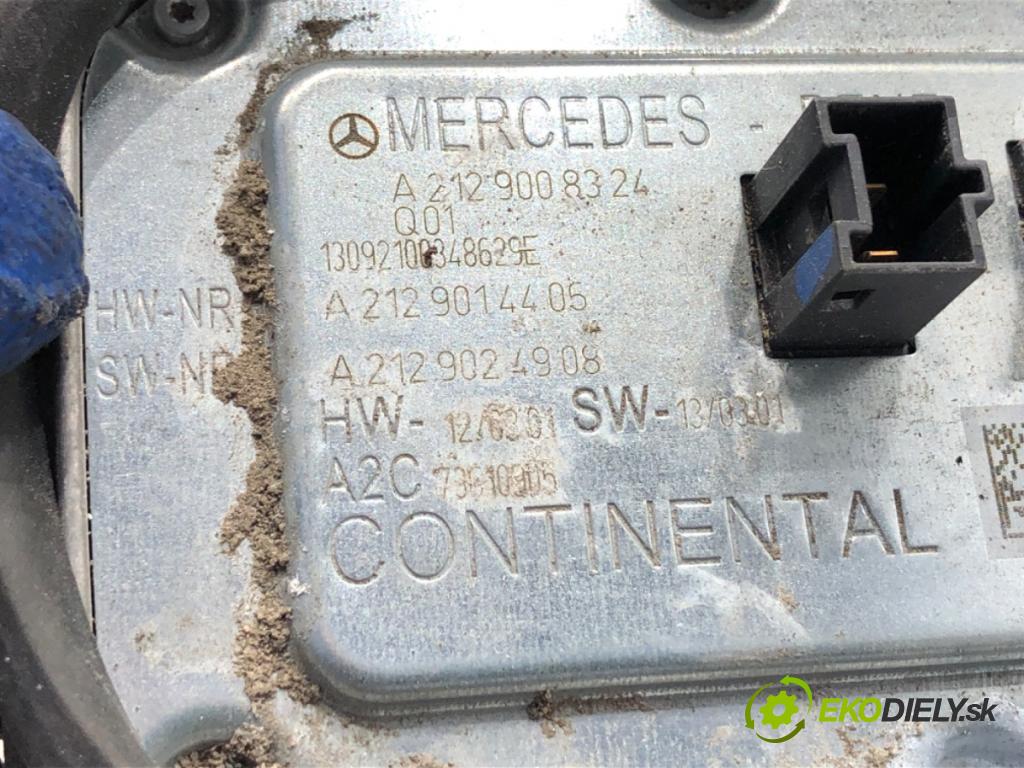 MERCEDES -
A 212 900 83 24
Q01
13092100348629E
HW-NR A 212 901 44 05
SW-NR A 212 902 49 08
HW- 12/03 01 SW- 13/03 01
A2C
CONTINENTAL
EKODIELY.sk